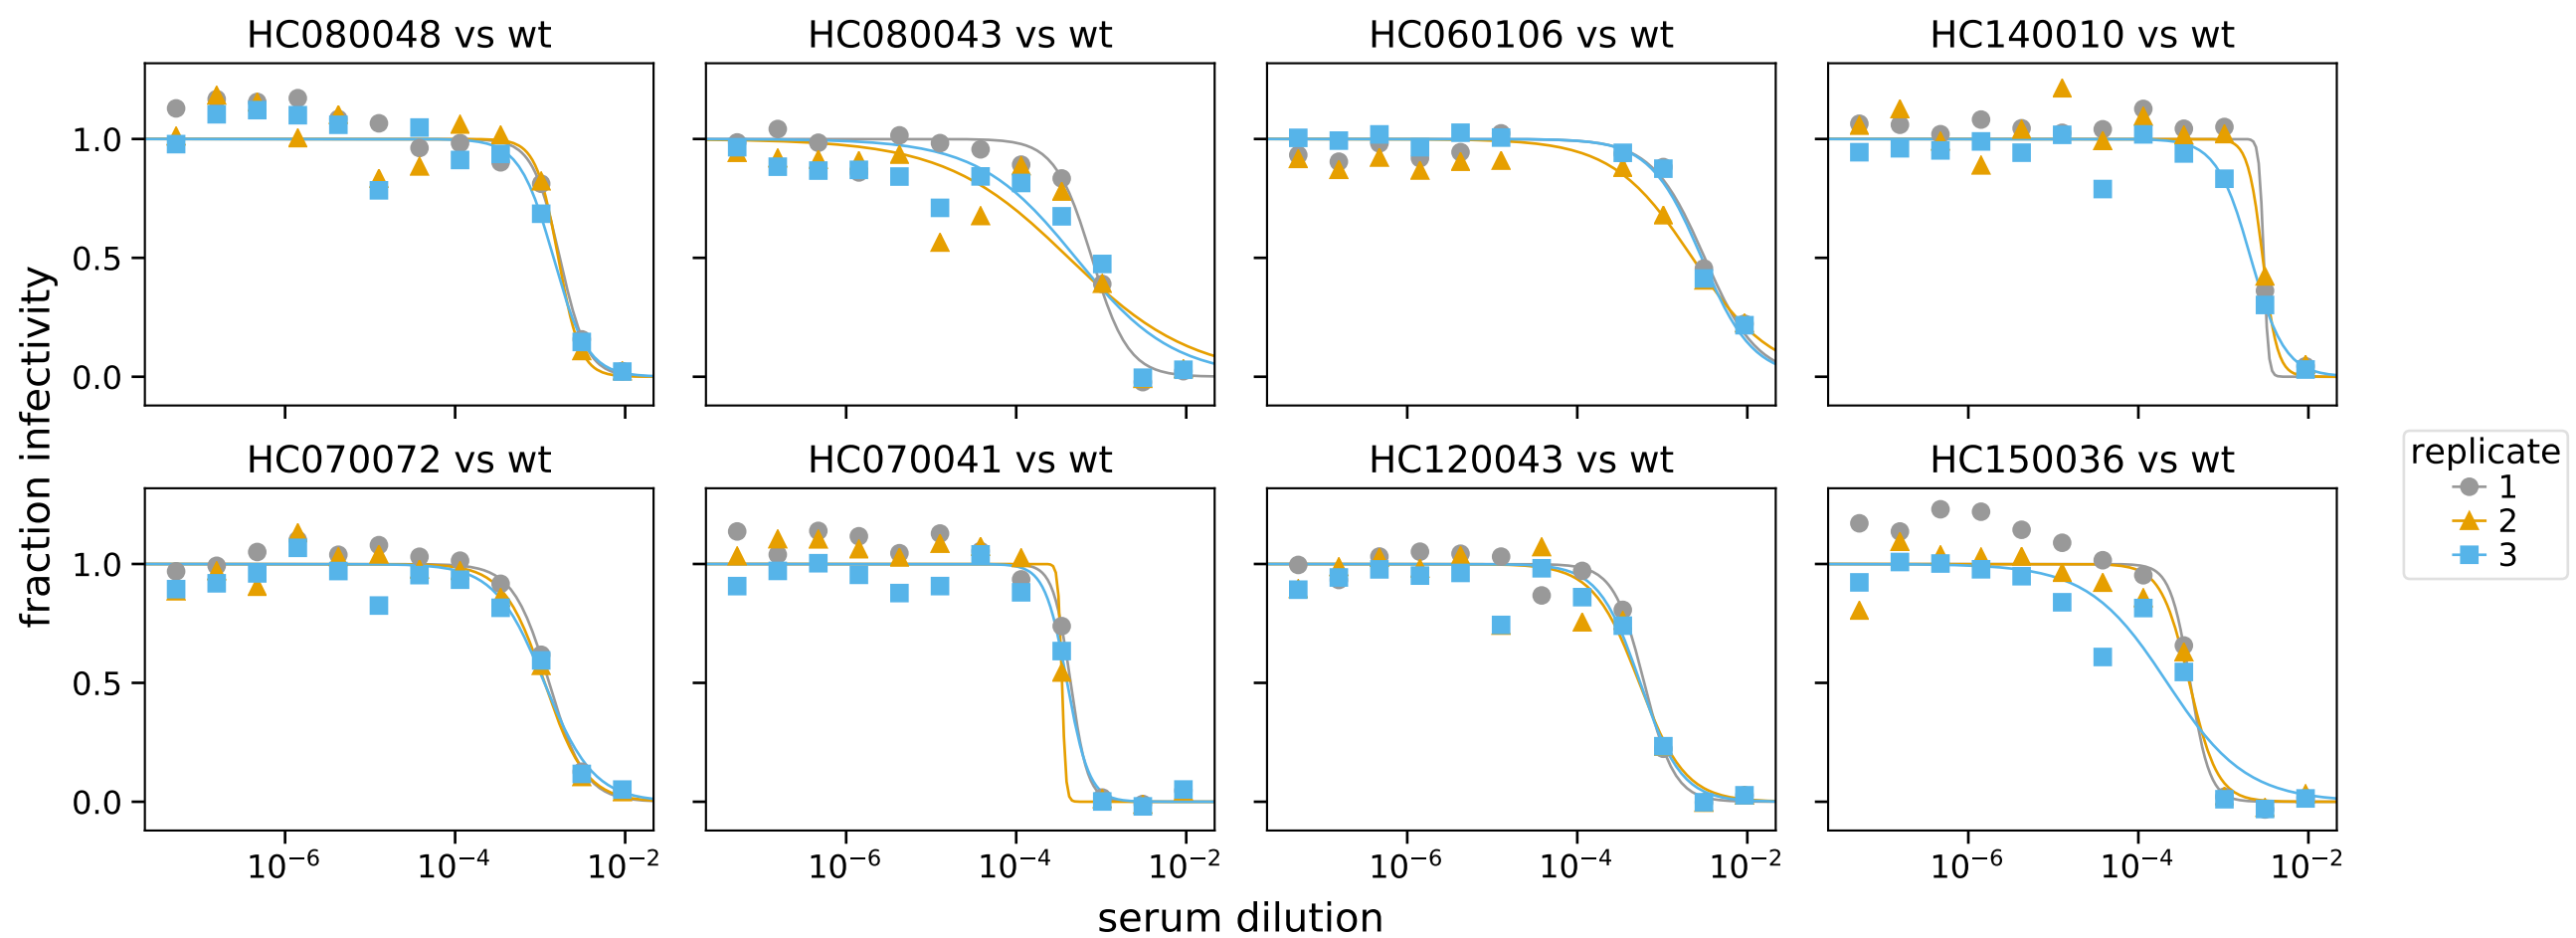 HC080048 vs wt
HC080043 vs wt
HC060106 vs wt
HC140010 vs wt
1.0
0.5
0.0
HC070072 vs wt
HC070041 vs wt
HC120043 vs wt
HC150036 vs wt
1.0
0.5
0.0
10⁻⁶ 10⁻⁴ 10⁻²
10⁻⁶ 10⁻⁴ 10⁻²
10⁻⁶ 10⁻⁴ 10⁻²
10⁻⁶ 10⁻⁴ 10⁻²
fraction infectivity
serum dilution
replicate
1
2
3